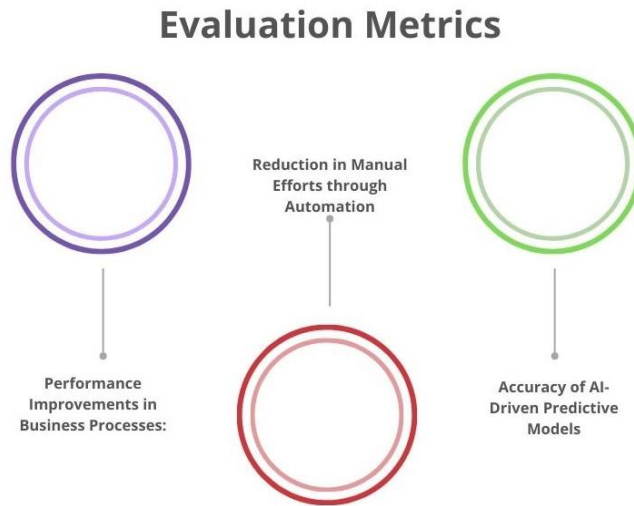 Evaluation Metrics
Reduction in Manual
Efforts through
Automation
Performance
Improvements in
Business Processes:
Accuracy of AI-
Driven Predictive
Models